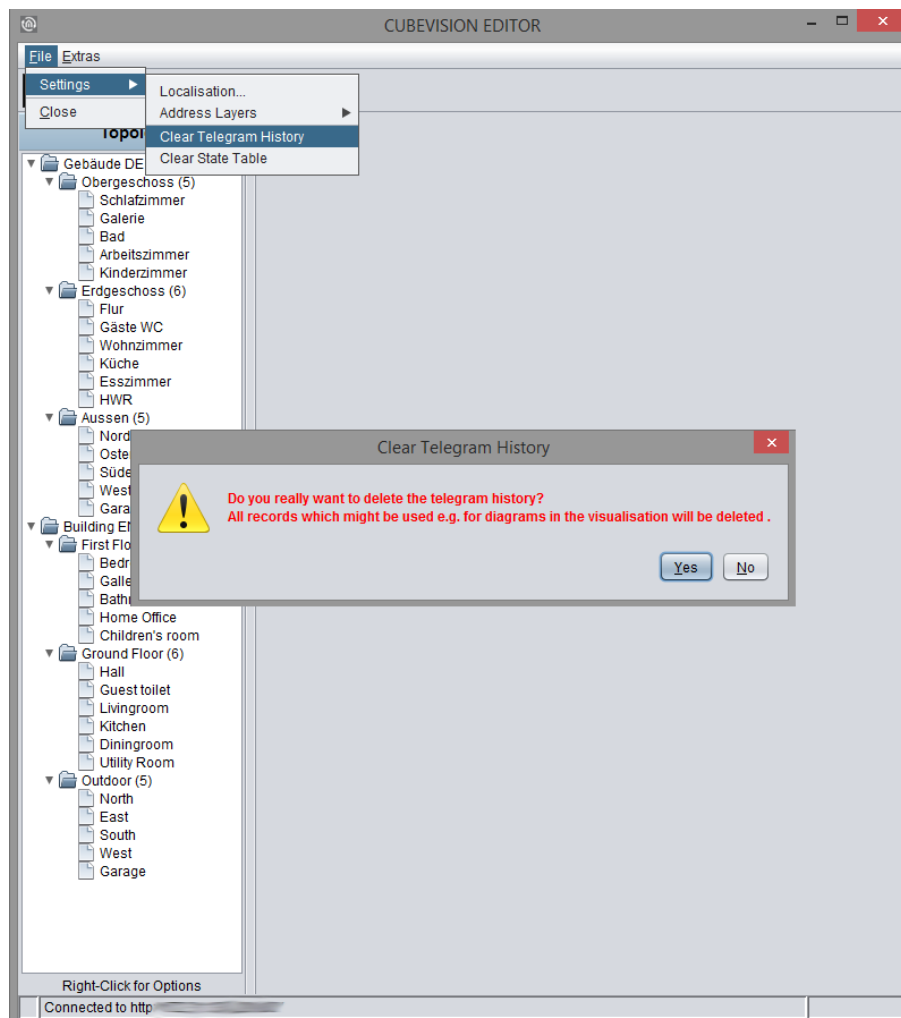 CUBEVISION EDITOR
File Extras
Settings
Close
Localisation...
Address Layers
Clear Telegram History
Clear State Table
Gebäude DE
Obergeschoss (5)
Schlafzimmer
Galerie
Bad
Arbeitszimmer
Kinderzimmer
Erdgeschoss (6)
Flur
Gäste WC
Wohnzimmer
Küche
Esszimmer
HWR
Aussen (5)
Nord
Building
First Flo
Home Office
Children's room
Ground Floor (6)
Hall
Guest toilet
Livingroom
Kitchen
Diningroom
Utility Room
Outdoor (5)
North
East
South
West
Garage
Clear Telegram History
Do you really want to delete the telegram history?
All records which might be used e.g. for diagrams in the visualisation will be deleted .
Yes No
Right-Click for Options
Connected to http